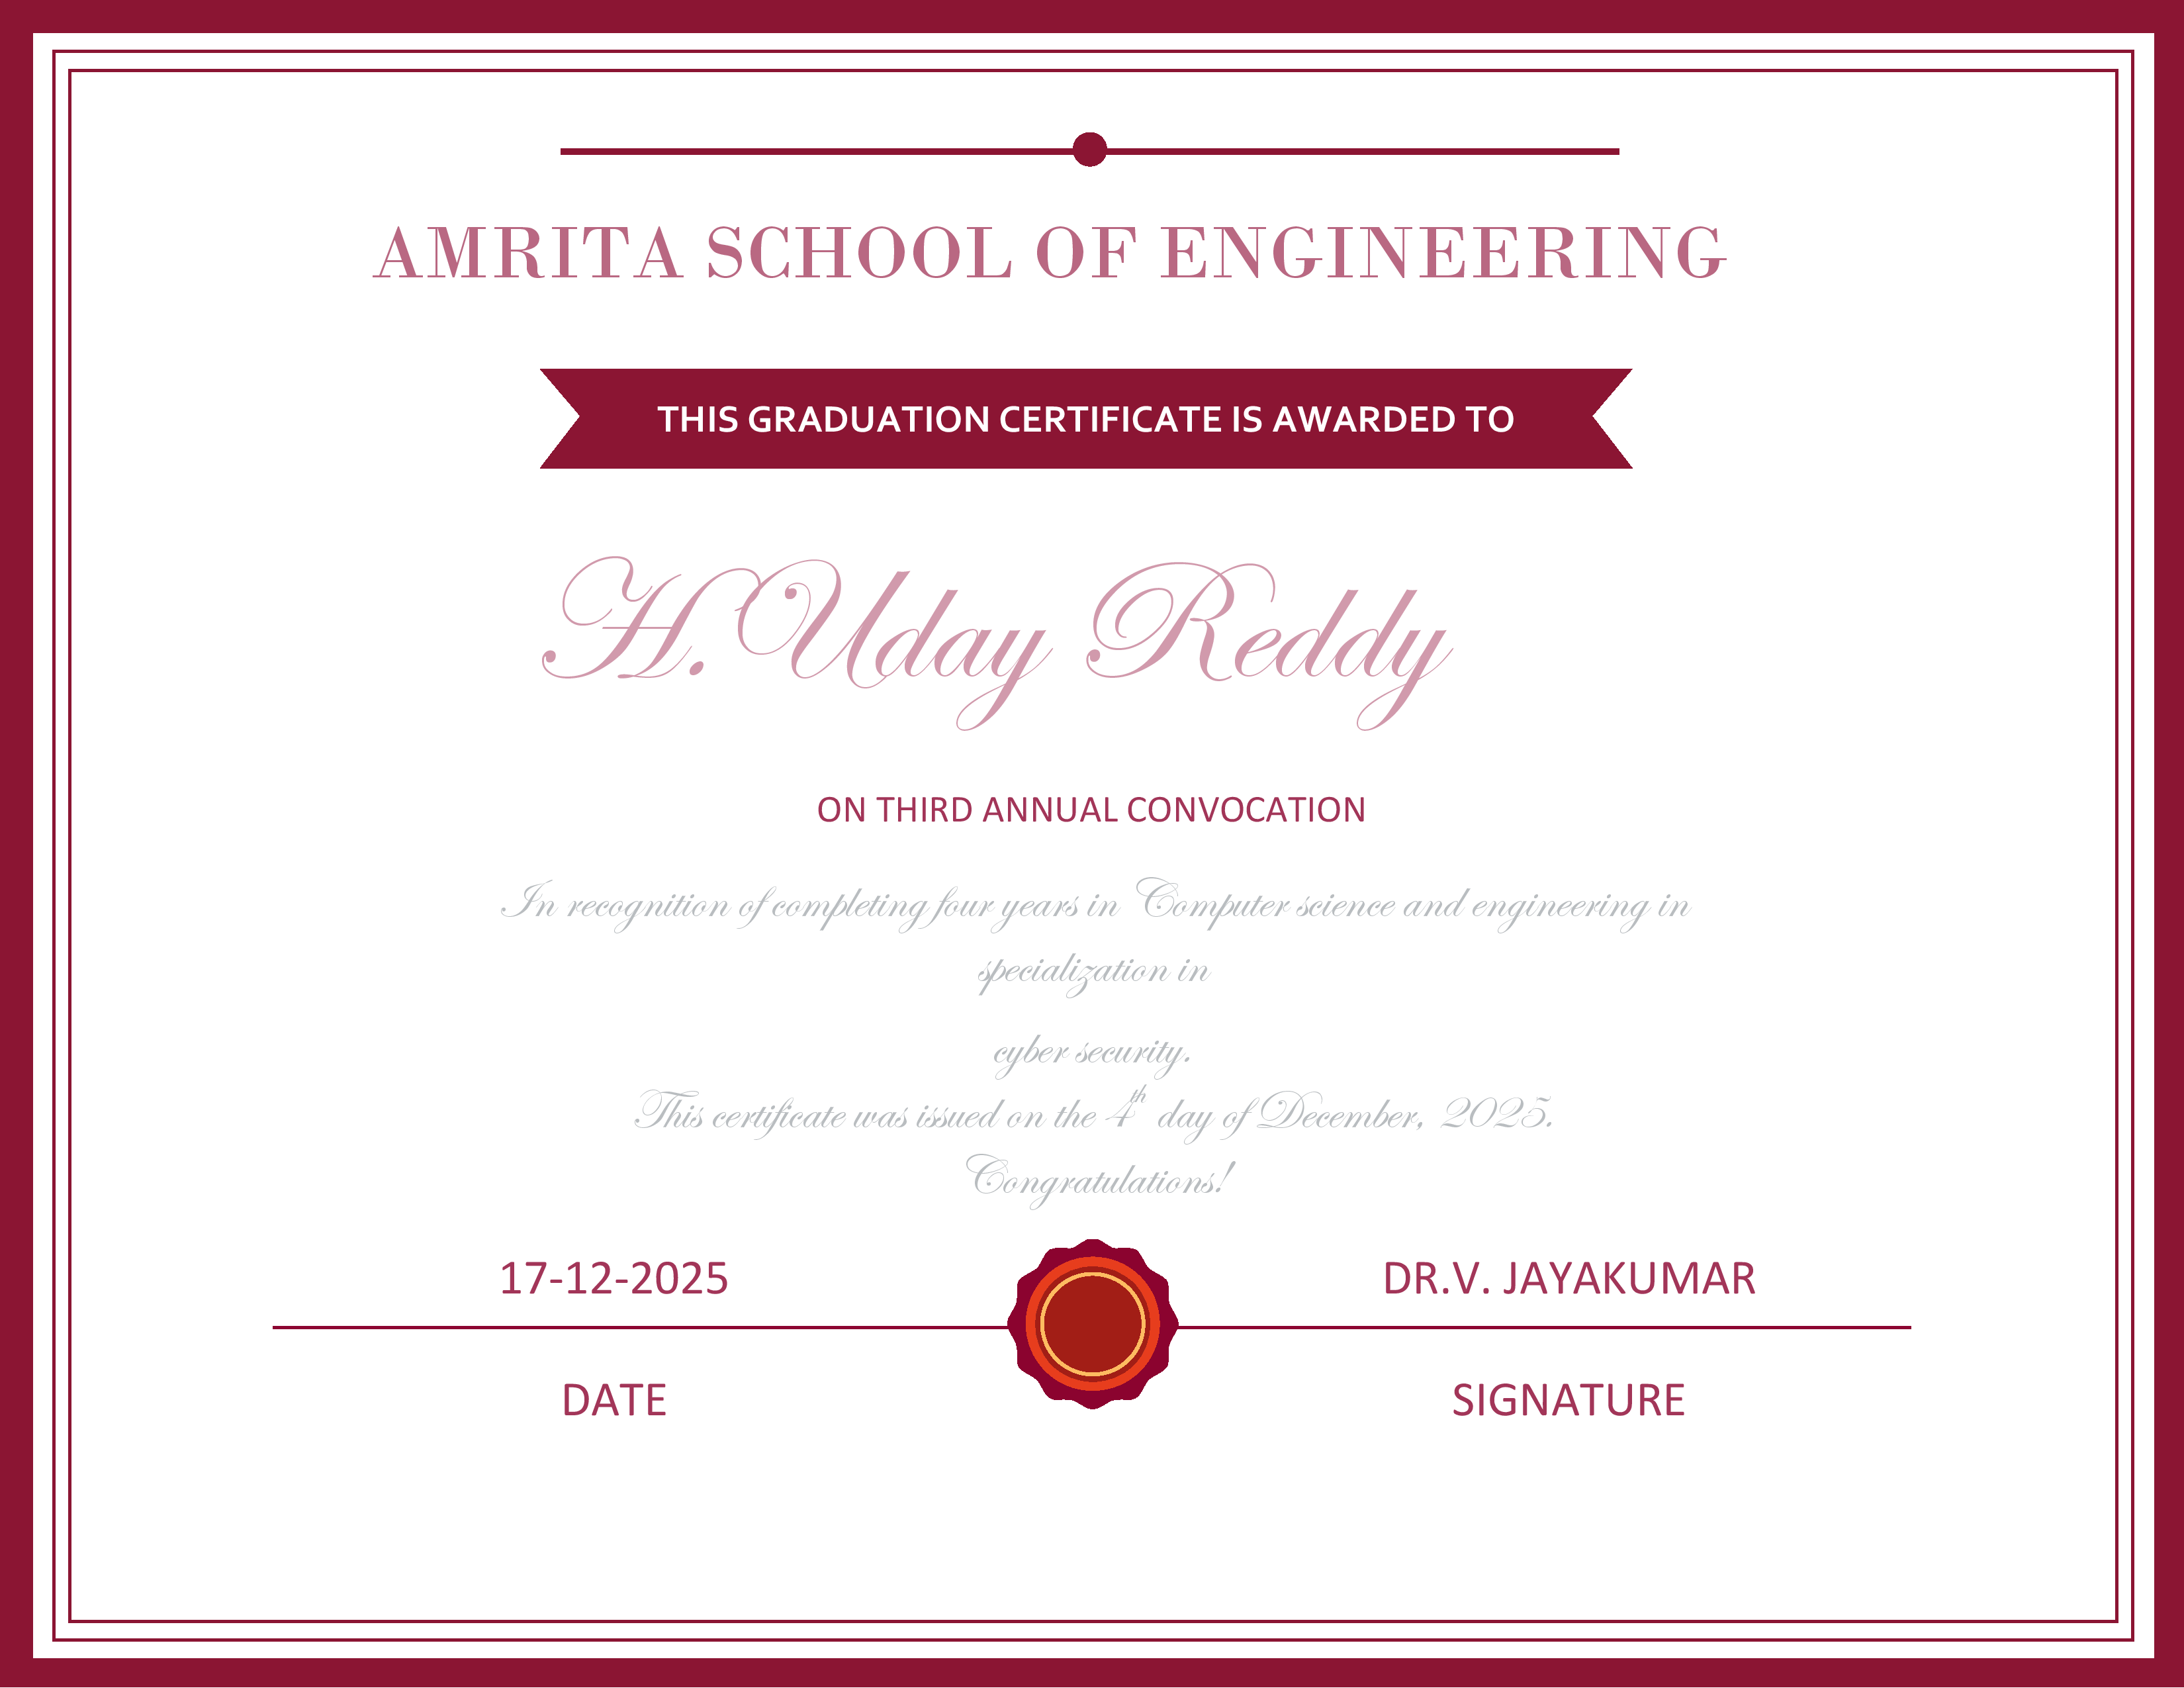 AMRITA SCHOOL OF ENGINEERING
THIS GRADUATION CERTIFICATE IS AWARDED TO
H.Uday Reddy
ON THIRD ANNUAL CONVOCATION
In recognition of completing four years in Computer science and engineering in
specialization in
cyber security.
This certificate was issued on the 4th day of December, 2025.
Congratulations!
17-12-2025
DR.V. JAYAKUMAR
DATE
SIGNATURE